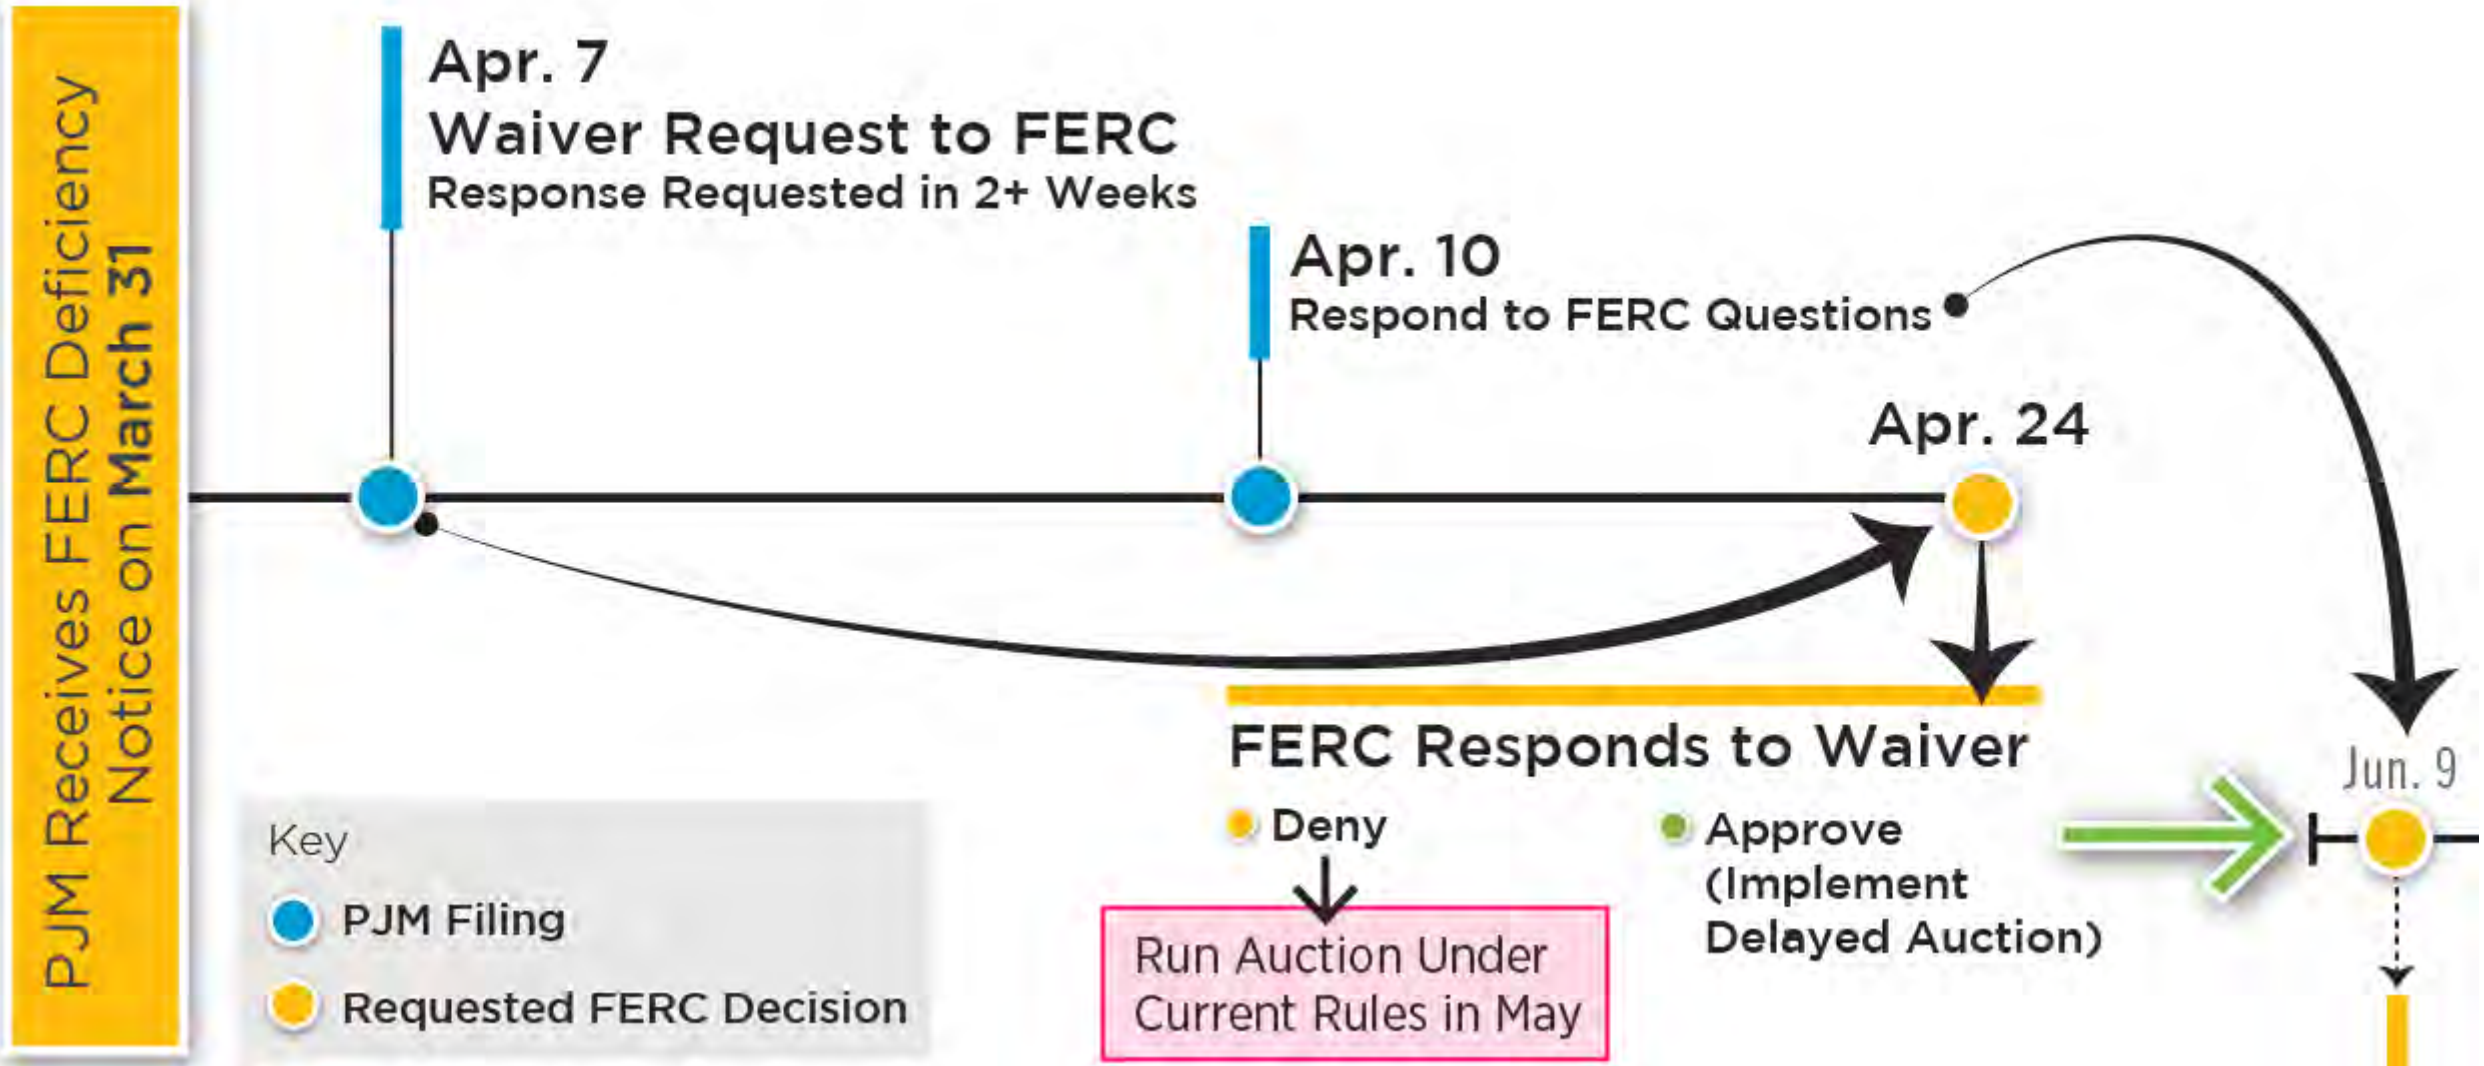 PJM Receives FERC Deficiency
Notice on March 31
Apr. 7
Waiver Request to FERC
Response Requested in 2+ Weeks
Apr. 10
Respond to FERC Questions
Apr. 24
FERC Responds to Waiver
Deny
Run Auction Under
Current Rules in May
Approve
(Implement
Delayed Auction)
Jun. 9
Key
PJM Filing
Requested FERC Decision